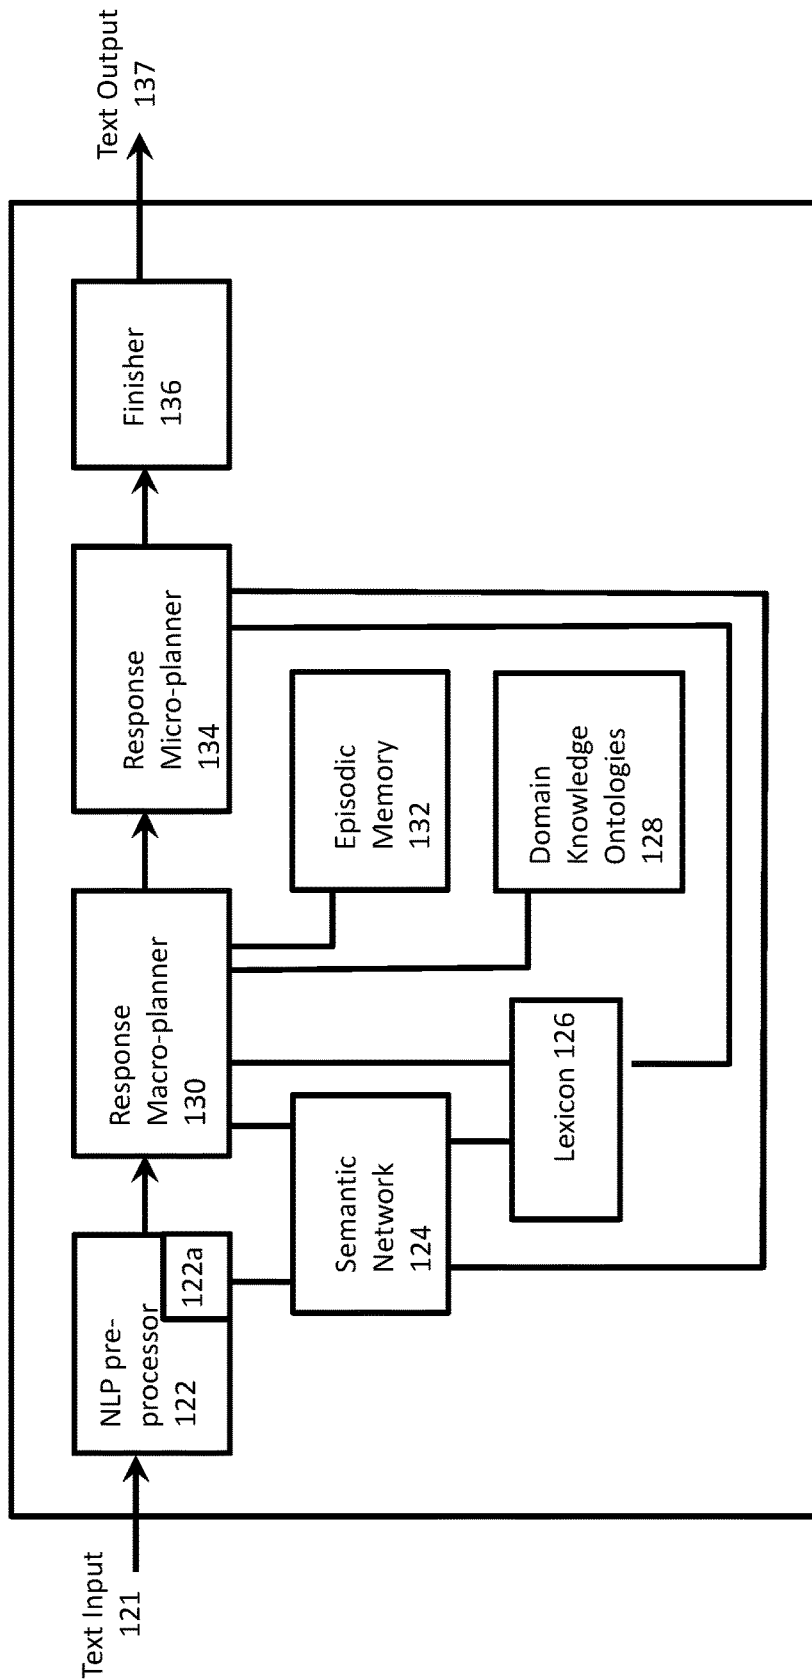 Text Input
121
NLP pre-
processor
122
122a
Response
Macro-planner
130
Response
Micro-planner
134
Finisher
136
Text Output
137
Semantic
Network
124
Episodic
Memory
132
Lexicon 126
Domain
Knowledge
Ontologies
128